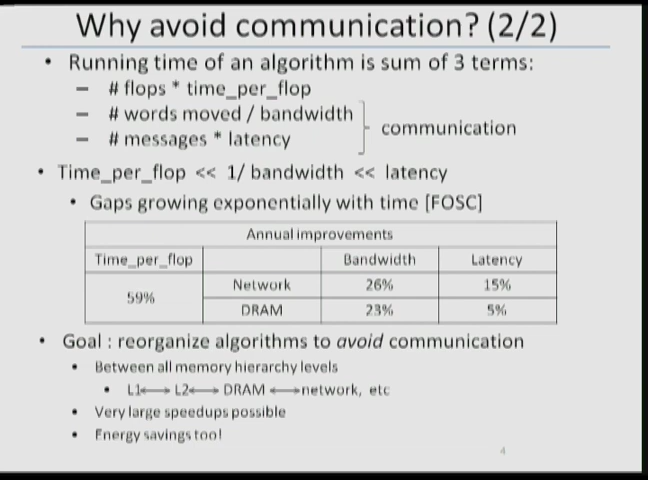 Why avoid communication? (2/2)
• Running time of an algorithm is sum of 3 terms:
– # flops * time_per_flop
– # words moved / bandwidth
– # messages * latency
communication
• Time_per_flop << 1/ bandwidth << latency
• Gaps growing exponentially with time [FOSC]
Annual improvements
Time_per_flop Bandwidth Latency
59% Network 26% 15%
DRAM 23% 5%
• Goal : reorganize algorithms to avoid communication
• Between all memory hierarchy levels
• L1 ↔ L2 ↔ DRAM ↔ network, etc
• Very large speedups possible
• Energy savings too!
4